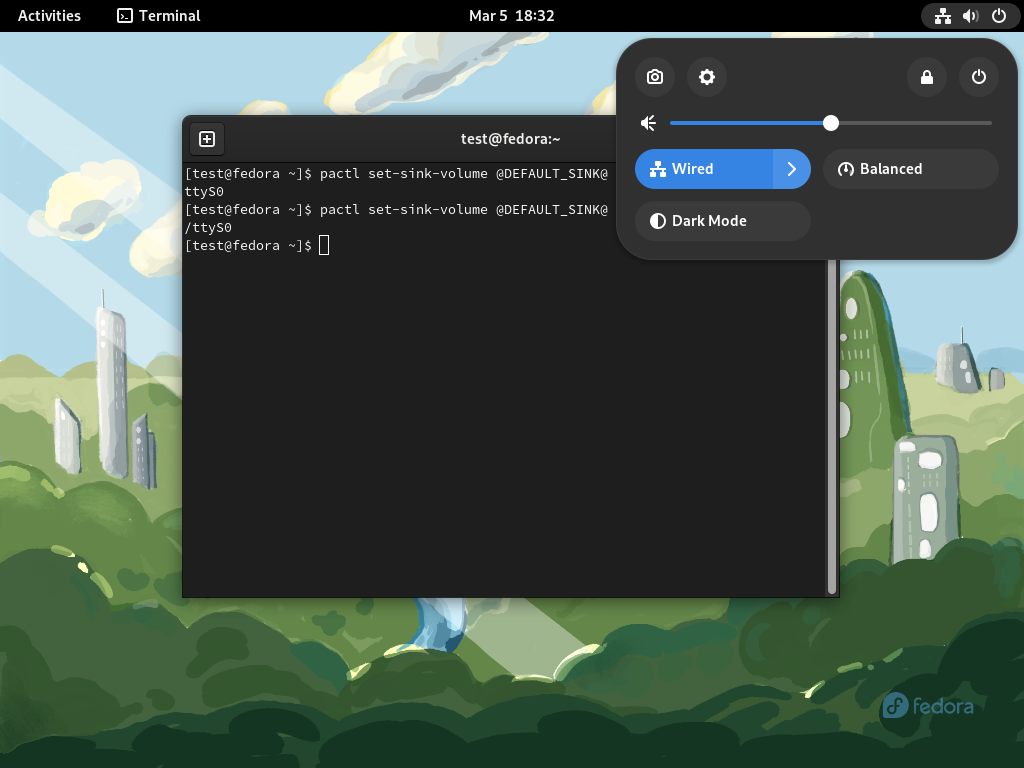 Activities
Terminal
Mar 5 18:32
test@fedora:~
[test@fedora ~]$ pactl set-sink-volume @DEFAULT_SINK@
ttyS0
[test@fedora ~]$ pactl set-sink-volume @DEFAULT_SINK@
/ttyS0
[test@fedora ~]$
Wired
Balanced
Dark Mode
fedora